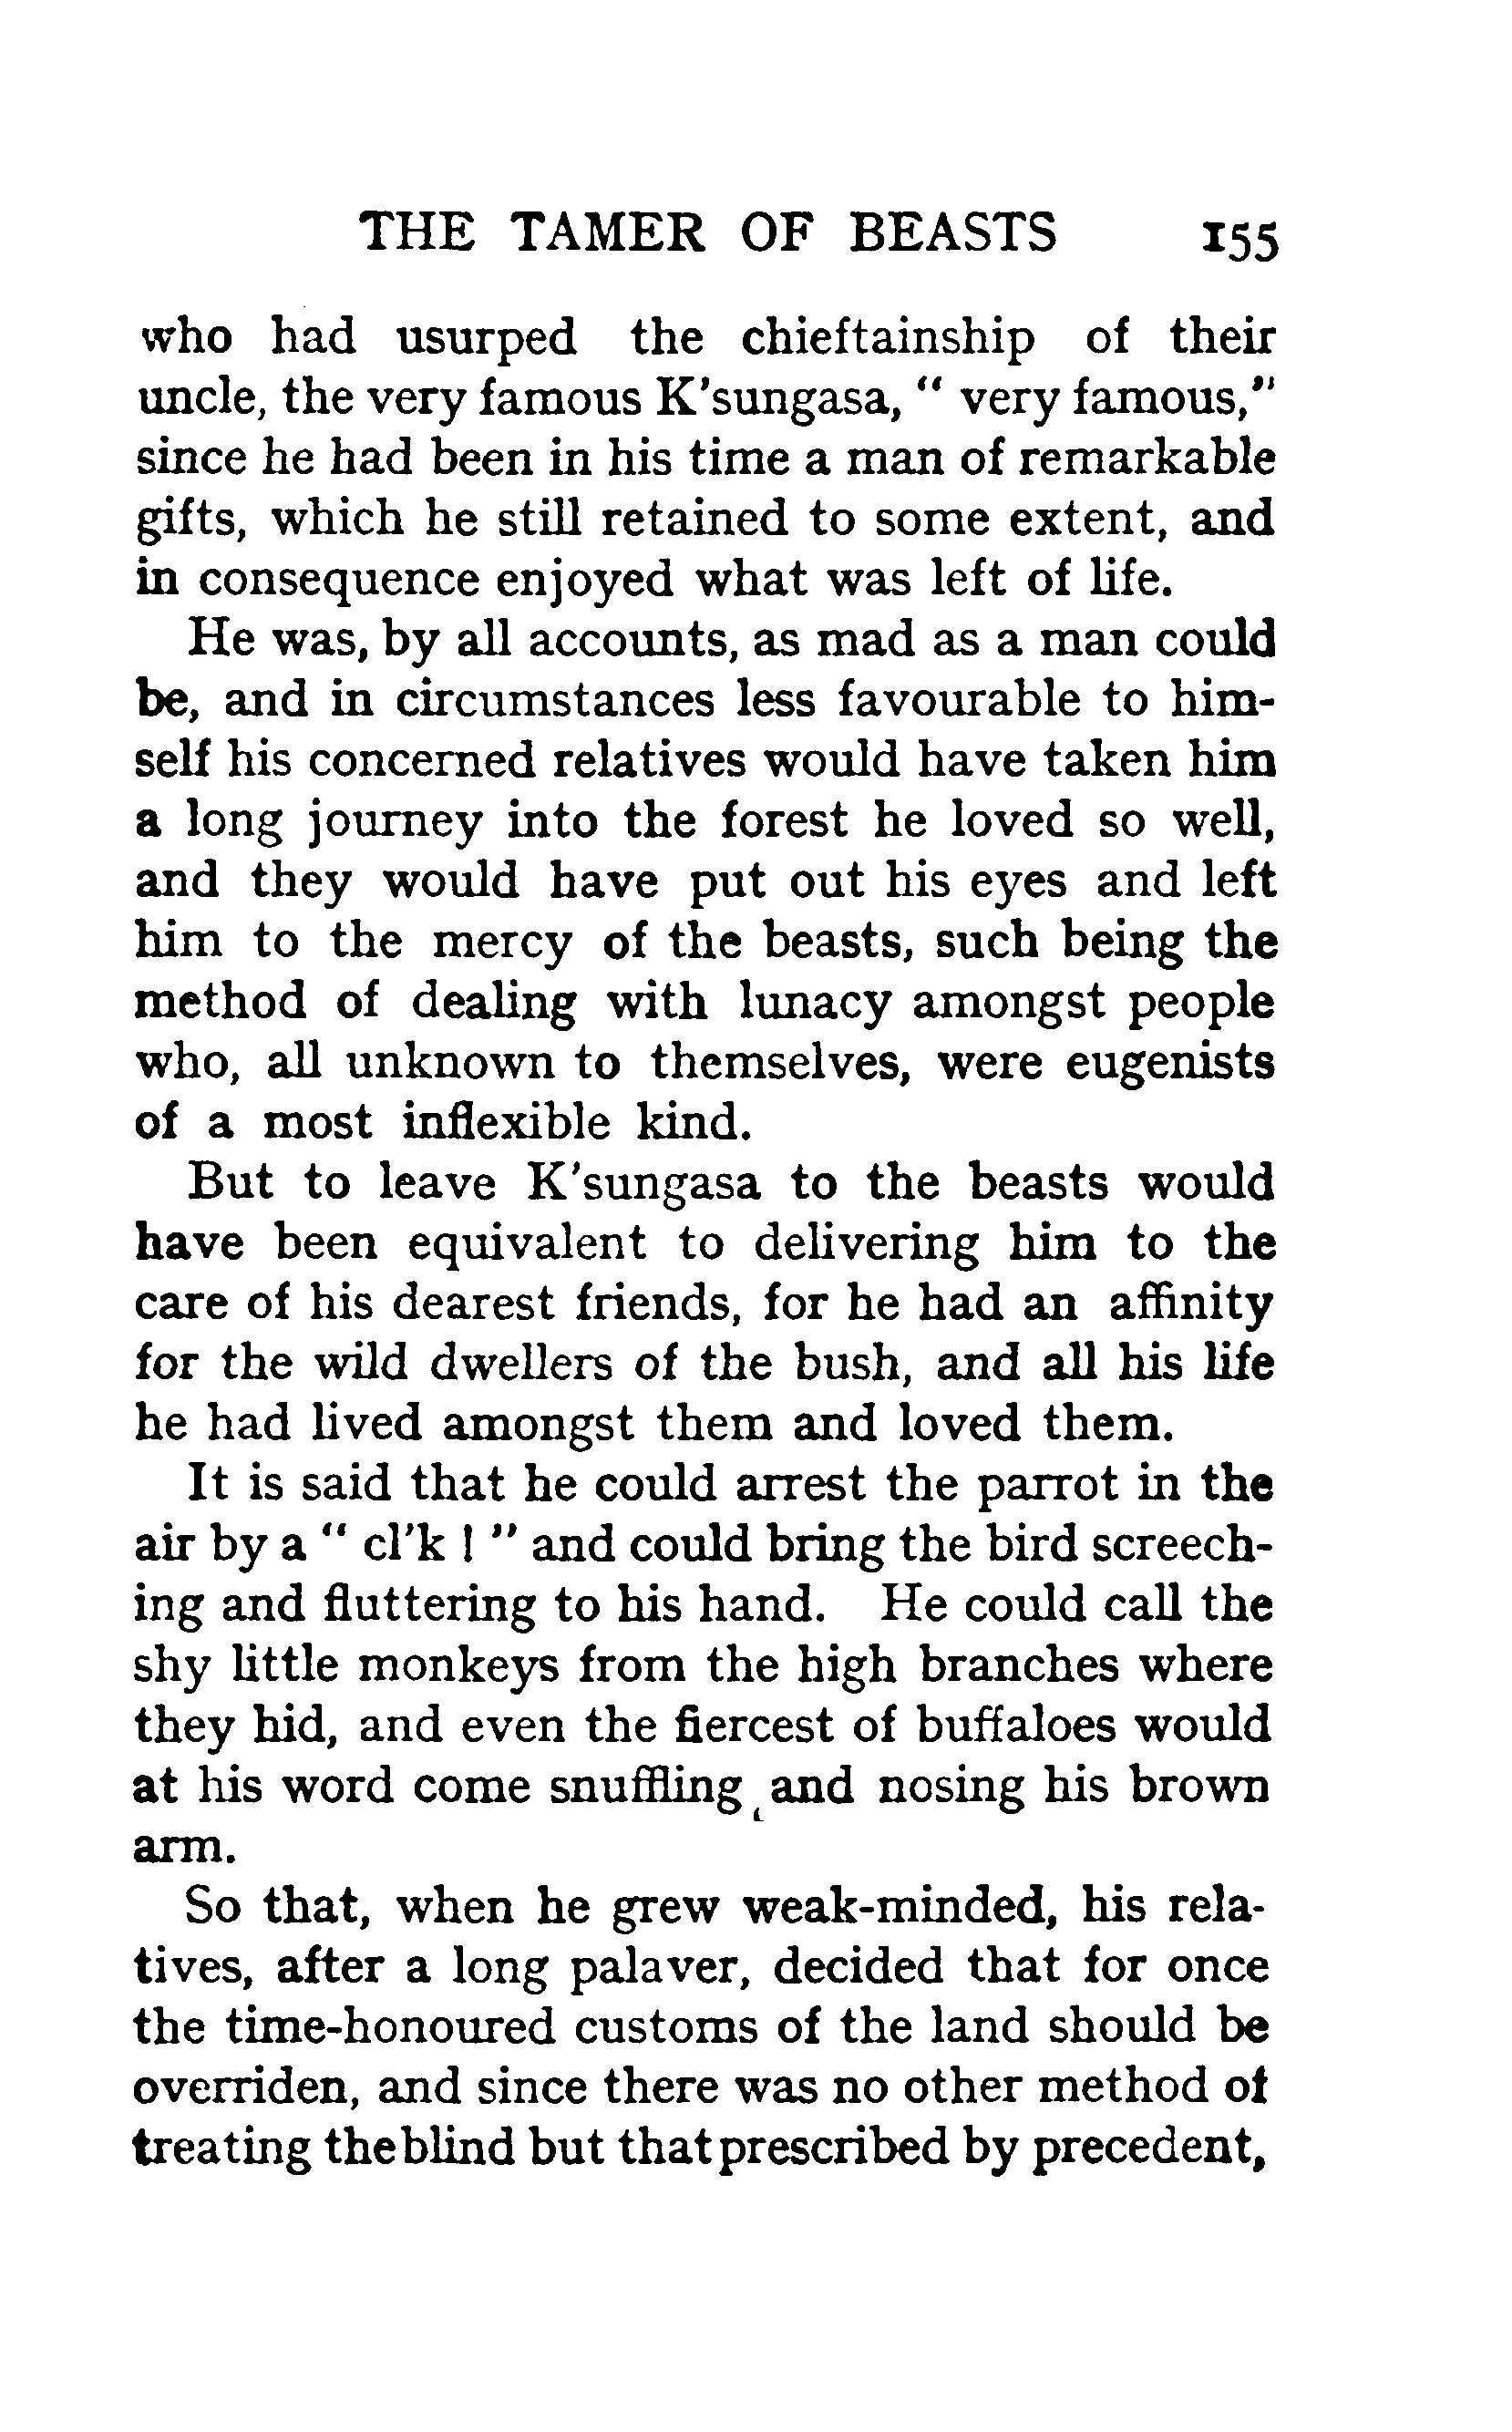 THE TAMER OF BEASTS 155
who had usurped the chieftainship of their
uncle, the very famous K'sungasa, " very famous,"
since he had been in his time a man of remarkable
gifts, which he still retained to some extent, and
in consequence enjoyed what was left of life.
He was, by all accounts, as mad as a man could
be, and in circumstances less favourable to him-
self his concerned relatives would have taken him
a long journey into the forest he loved so well,
and they would have put out his eyes and left
him to the mercy of the beasts, such being the
method of dealing with lunacy amongst people
who, all unknown to themselves, were eugenists
of a most inflexible kind.
But to leave K'sungasa to the beasts would
have been equivalent to delivering him to the
care of his dearest friends, for he had an affinity
for the wild dwellers of the bush, and all his life
he had lived amongst them and loved them.
It is said that he could arrest the parrot in the
air by a " cl'k ! " and could bring the bird screech-
ing and fluttering to his hand. He could call the
shy little monkeys from the high branches where
they hid, and even the fiercest of buffaloes would
at his word come snuffling and nosing his brown
arm.
So that, when he grew weak-minded, his rela-
tives, after a long palaver, decided that for once
the time-honoured customs of the land should be
overriden, and since there was no other method of
treating the blind but that prescribed by precedent,